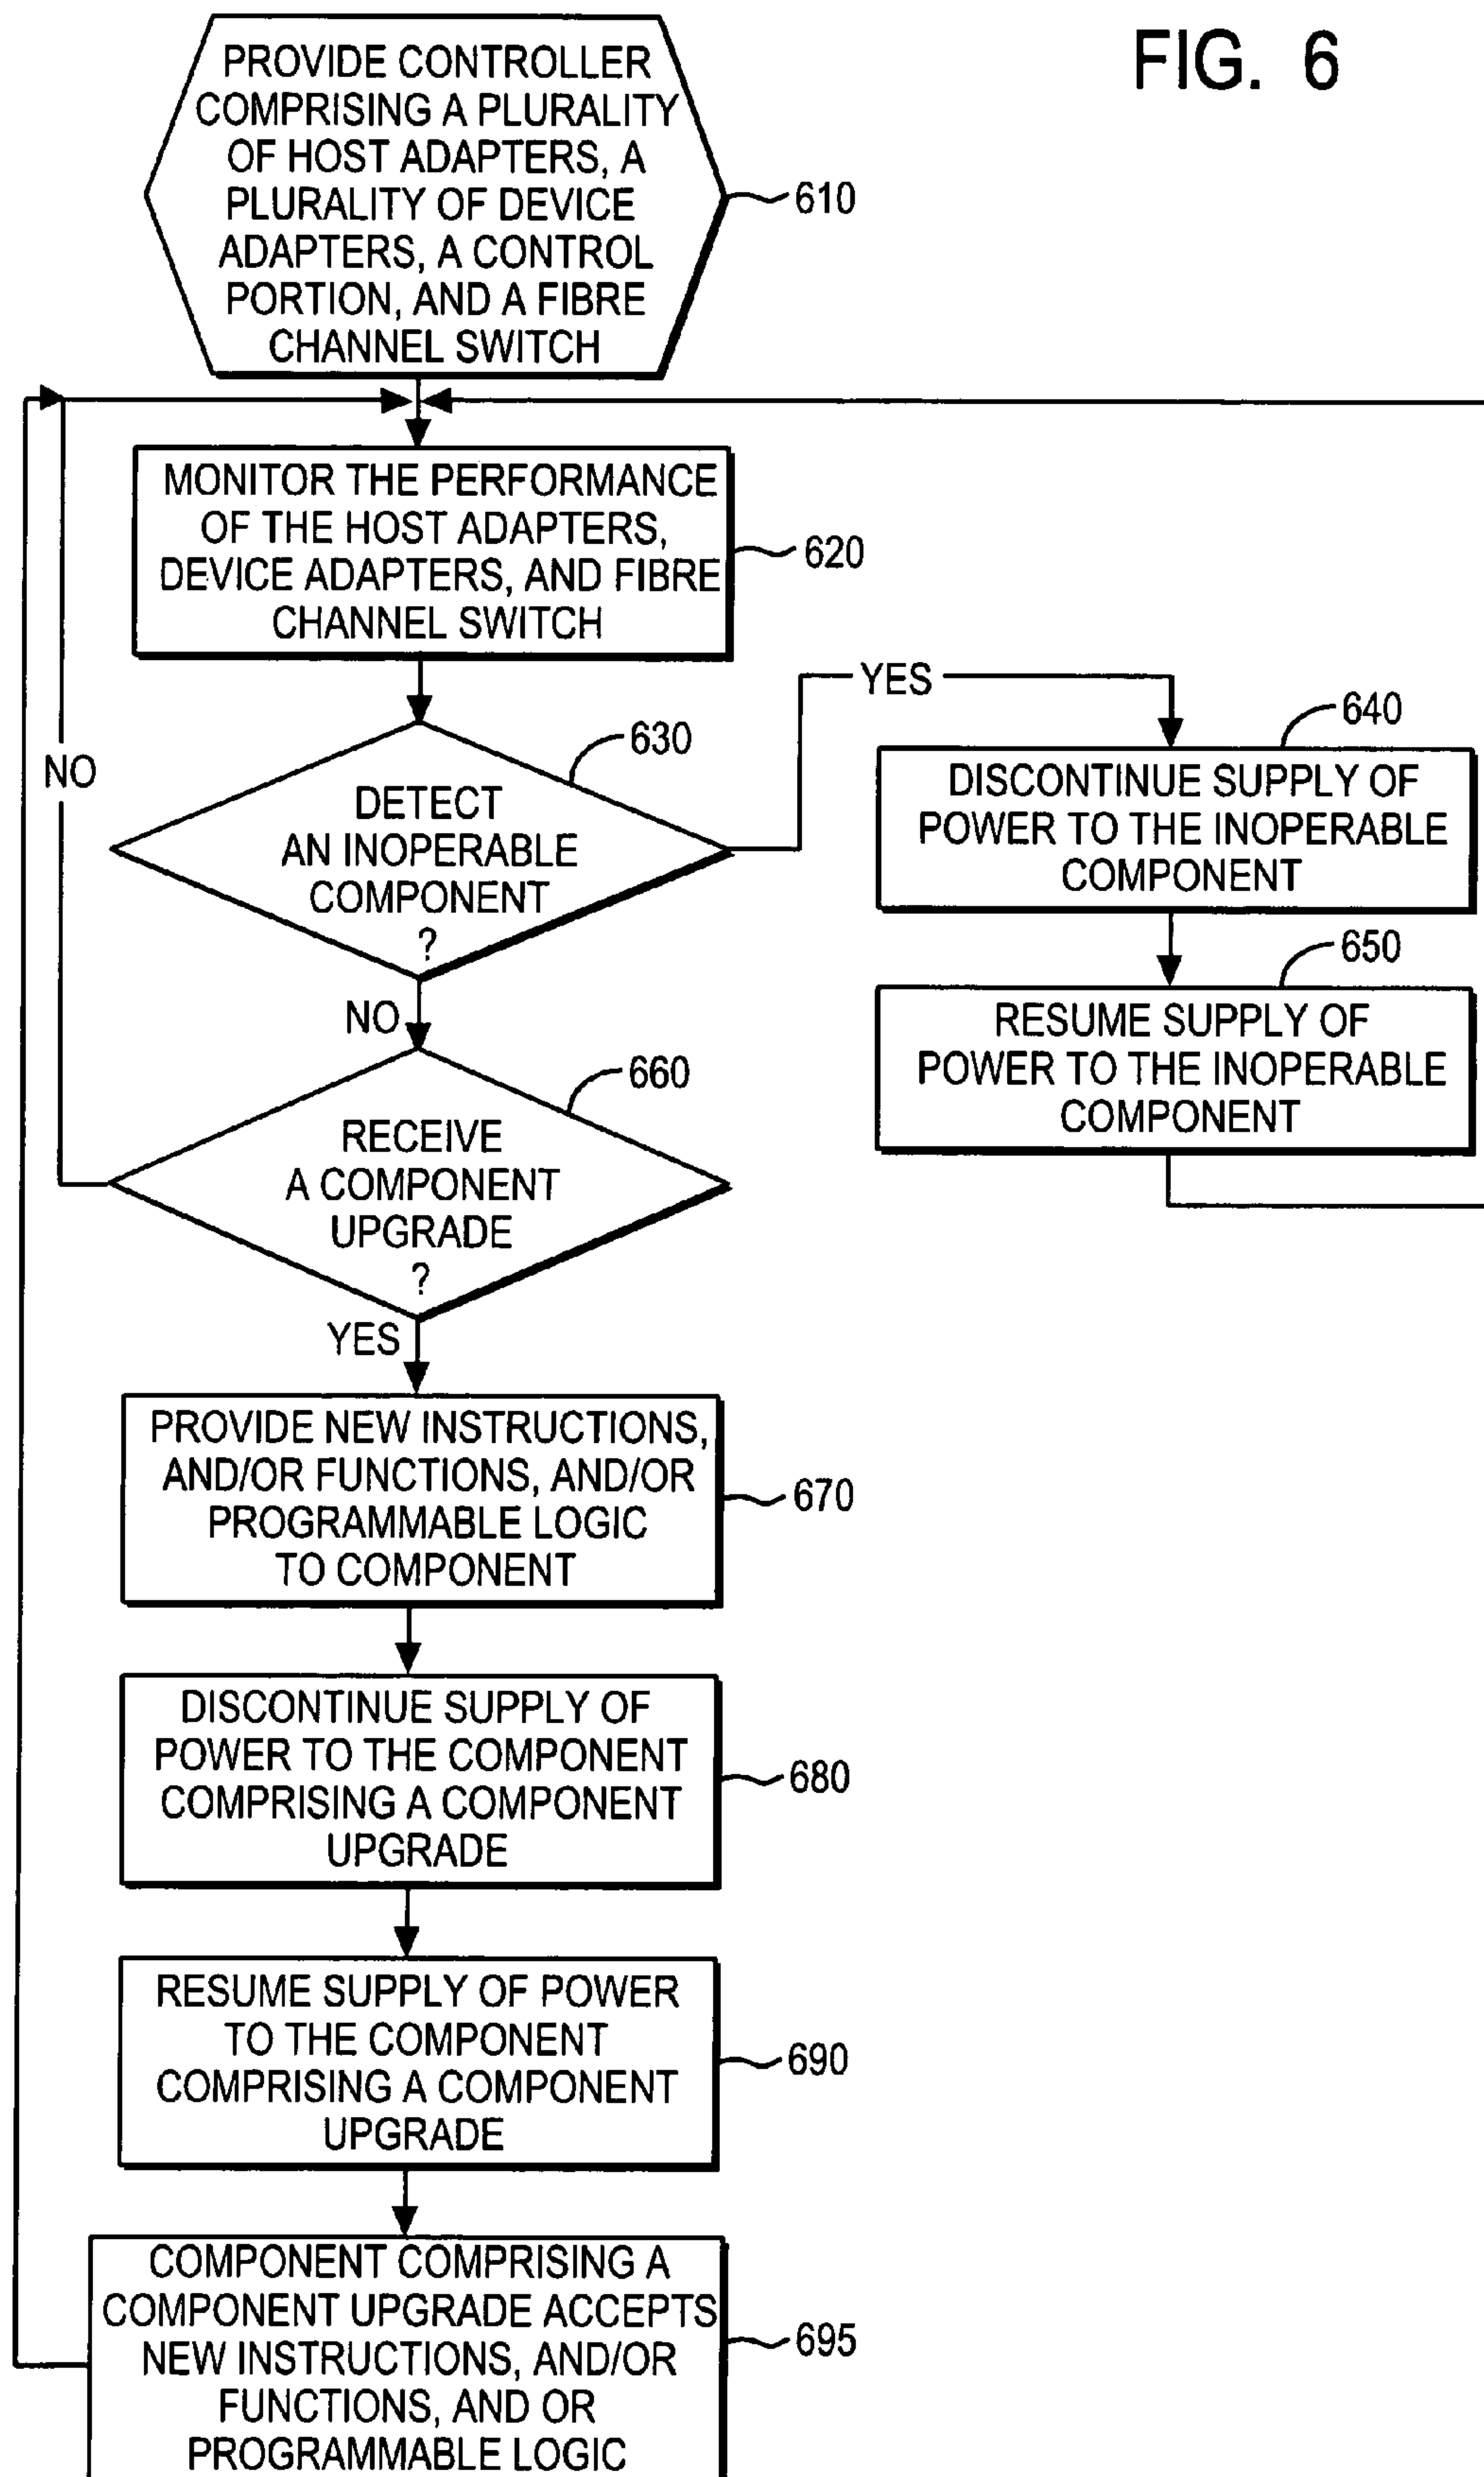 FIG. 6
PROVIDE CONTROLLER
COMPRISING A PLURALITY
OF HOST ADAPTERS, A
PLURALITY OF DEVICE
ADAPTERS, A CONTROL
PORTION, AND A FIBRE
CHANNEL SWITCH
610
MONITOR THE PERFORMANCE
OF THE HOST ADAPTERS,
DEVICE ADAPTERS, AND FIBRE
CHANNEL SWITCH
620
YES
630
DETECT
AN INOPERABLE
COMPONENT
?
640
DISCONTINUE SUPPLY OF
POWER TO THE INOPERABLE
COMPONENT
650
RESUME SUPPLY OF
POWER TO THE INOPERABLE
COMPONENT
NO
NO
660
RECEIVE
A COMPONENT
UPGRADE
?
YES
PROVIDE NEW INSTRUCTIONS,
AND/OR FUNCTIONS, AND/OR
PROGRAMMABLE LOGIC
TO COMPONENT
670
DISCONTINUE SUPPLY OF
POWER TO THE COMPONENT
COMPRISING A COMPONENT
UPGRADE
680
RESUME SUPPLY OF POWER
TO THE COMPONENT
COMPRISING A COMPONENT
UPGRADE
690
COMPONENT COMPRISING A
COMPONENT UPGRADE ACCEPTS
NEW INSTRUCTIONS, AND/OR
FUNCTIONS, AND OR
PROGRAMMABLE LOGIC
695